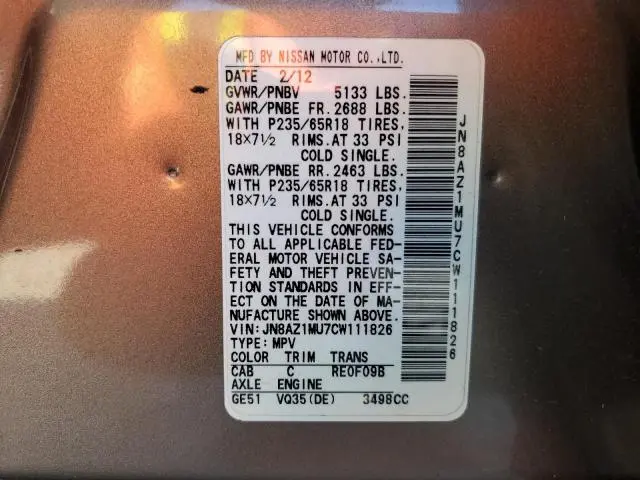 MFD BY NISSAN MOTOR CO.,LTD.
DATE 2/12
GVWR/PNBV 5133 LBS.
GAWR/PNBE FR. 2688 LBS.
WITH P235/65R18 TIRES,
18X7½ RIMS.AT 33 PSI
COLD SINGLE.
GAWR/PNBE RR. 2463 LBS.
WITH P235/65R18 TIRES,
18X7½ RIMS.AT 33 PSI
COLD SINGLE.
THIS VEHICLE CONFORMS
TO ALL APPLICABLE FED-
ERAL MOTOR VEHICLE SA-
FETY AND THEFT PREVEN-
TION STANDARDS IN EFF-
ECT ON THE DATE OF MA-
NUFACTURE SHOWN ABOVE.
VIN:JN8AZ1MU7CW111826
TYPE:MPV
COLOR TRIM TRANS
CAB C RE0F09B
AXLE ENGINE
GE51 VQ35(DE) 3498CC
JN8AZ1MU7CW111826